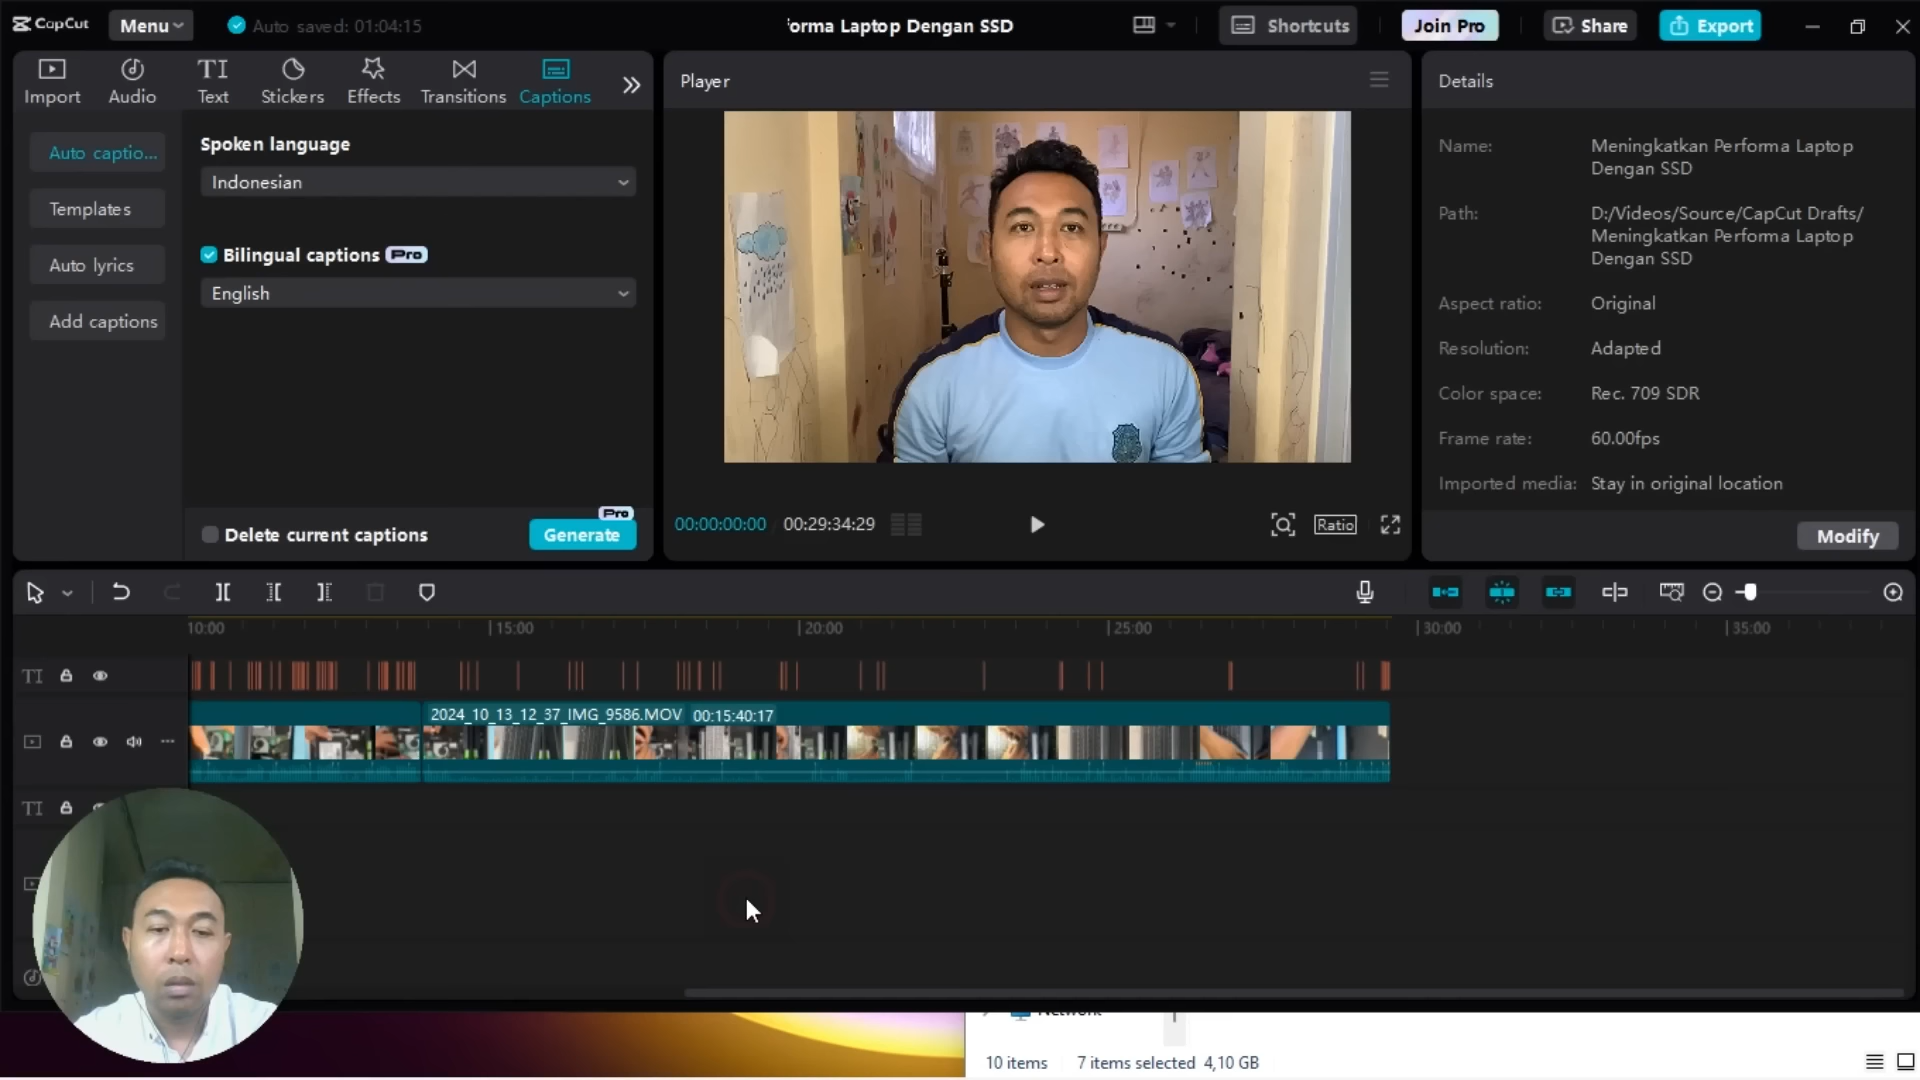 CapCut
Menu
Auto saved: 01:04:15
forma Laptop Dengan SSD
Shortcuts
Join Pro
Share
Export
Import
Audio
TI
Text
Stickers
Effects
Transitions
Captions
Auto captio...
Templates
Auto lyrics
Add captions
Spoken language
Indonesian
Bilingual captions Pro
English
Delete current captions
Pro
Generate
Player
00:00:00:00
00:29:34:29
Ratio
Details
Name: Meningkatkan Performa Laptop
Dengan SSD
Path: D:/Videos/Source/CapCut Drafts/
Meningkatkan Performa Laptop
Dengan SSD
Aspect ratio: Original
Resolution: Adapted
Color space: Rec. 709 SDR
Frame rate: 60.00fps
Imported media: Stay in original location
Modify
10:00
15:00
20:00
25:00
30:00
35:00
TI
2024_10_13_12_37_IMG_9586.MOV 00:15:40:17
TI
Network
10 items
7 items selected 4,10 GB